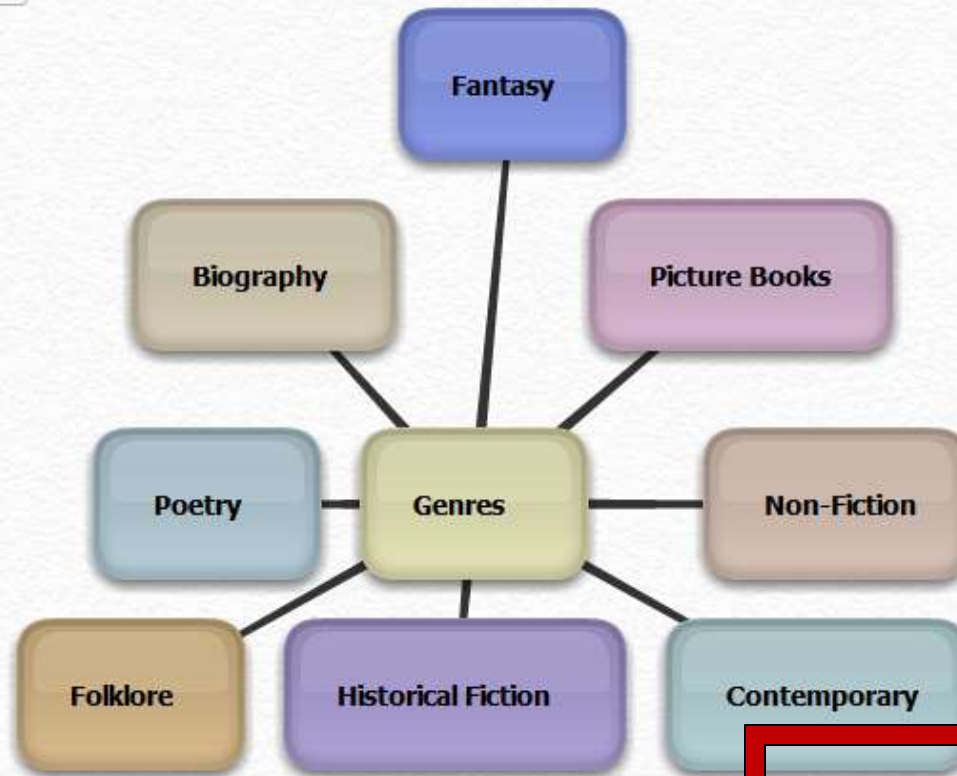 Fantasy
Biography
Picture Books
Poetry
Genres
Non-Fiction
Folklore
Historical Fiction
Contemporary